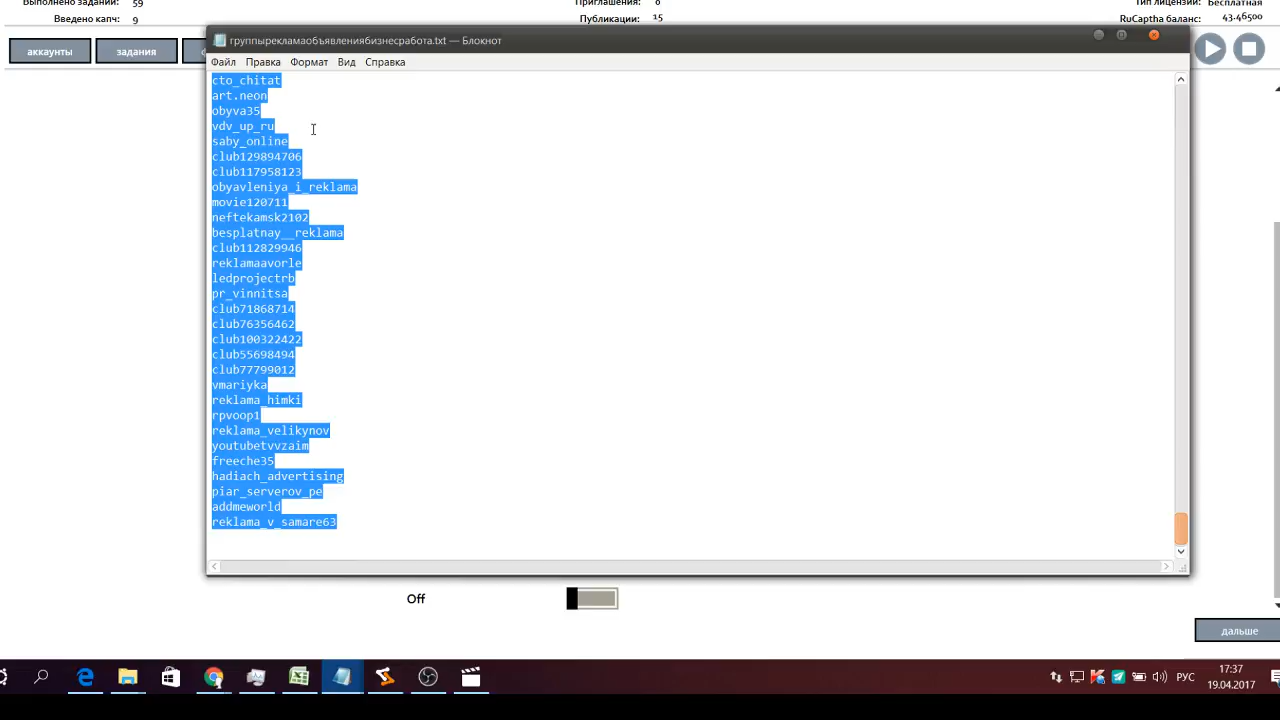 Выполнено заданий: 59
Приглашения: 0
Тип лицензии: Бесплатная
Введено капч: 9
Публикации: 15
RuCaptha баланс: 43.46500
аккаунты
задания
группырекламаобъявлениябизнесработа.txt — Блокнот
Файл Правка Формат Вид Справка
cto_chitat
art.neon
obyva35
vdv_up_ru
saby_online
club129894706
club117958123
obyavleniya_i_reklama
movie120711
neftekamsk2102
besplatnay__reklama
club112829946
reklamaavorle
ledprojectrb
pr_vinnitsa
club71868714
club76356462
club100322422
club55698494
club77799012
vmariyka
reklama_himki
rpvoop1
reklama_velikynov
youtubetvvzaim
freeche35
hadiach_advertising
piar_serverov_pe
addmeworld
reklama_v_samare63
Off
дальше
РУС
17:37
19.04.2017